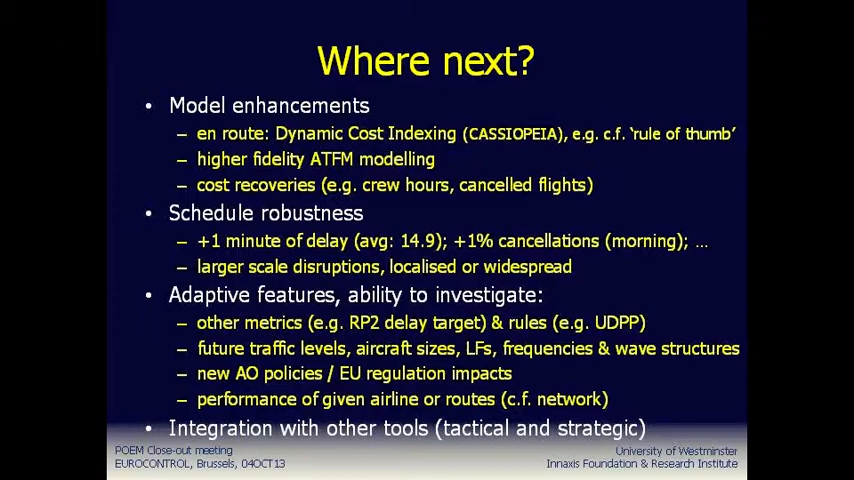 Where next?
• Model enhancements
– en route: Dynamic Cost Indexing (CASSIOPEIA), e.g. c.f. ‘rule of thumb’
– higher fidelity ATFM modelling
– cost recoveries (e.g. crew hours, cancelled flights)
• Schedule robustness
– +1 minute of delay (avg: 14.9); +1% cancellations (morning); …
– larger scale disruptions, localised or widespread
• Adaptive features, ability to investigate:
– other metrics (e.g. RP2 delay target) & rules (e.g. UDPP)
– future traffic levels, aircraft sizes, LFs, frequencies & wave structures
– new AO policies / EU regulation impacts
– performance of given airline or routes (c.f. network)
• Integration with other tools (tactical and strategic)
POEM Close-out meeting
EUROCONTROL, Brussels, 04OCT13
University of Westminster
Innaxis Foundation & Research Institute